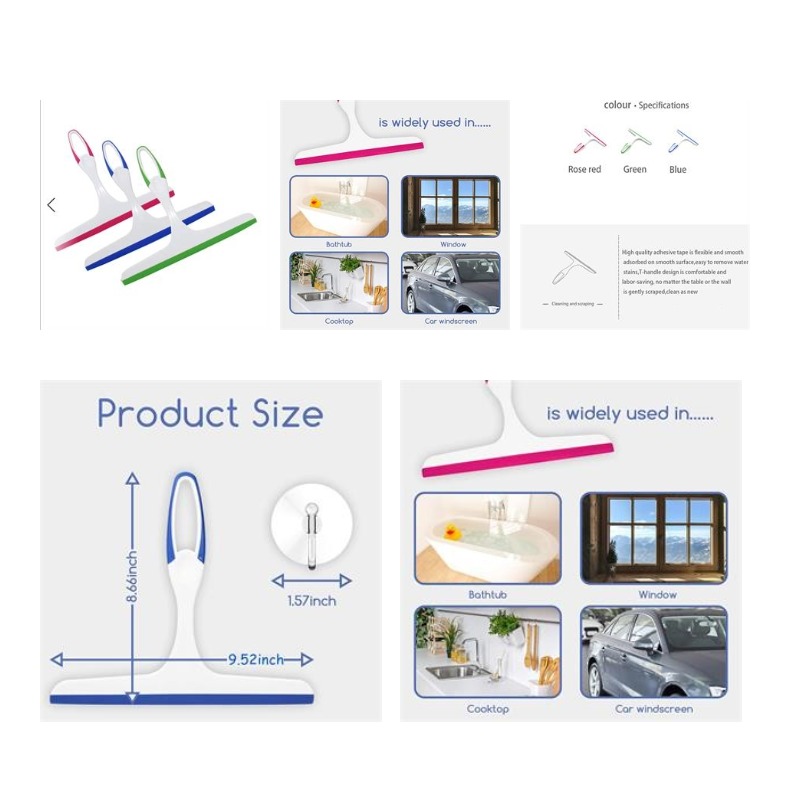 is widely used in......
Bathtub
Window
Cooktop
Car windscreen
colour • Specifications
Rose red
Green
Blue
High quality adhesive tape is flexible and smooth
adsorbed on smooth surface,easy to remove water
stains,T-handle design is comfortable and
labor-saving, no matter the table or the wall
is gently scraped,clean as new
Cleaning and scraping
Product Size
8.66inch
1.57inch
9.52inch
is widely used in......
Bathtub
Window
Cooktop
Car windscreen